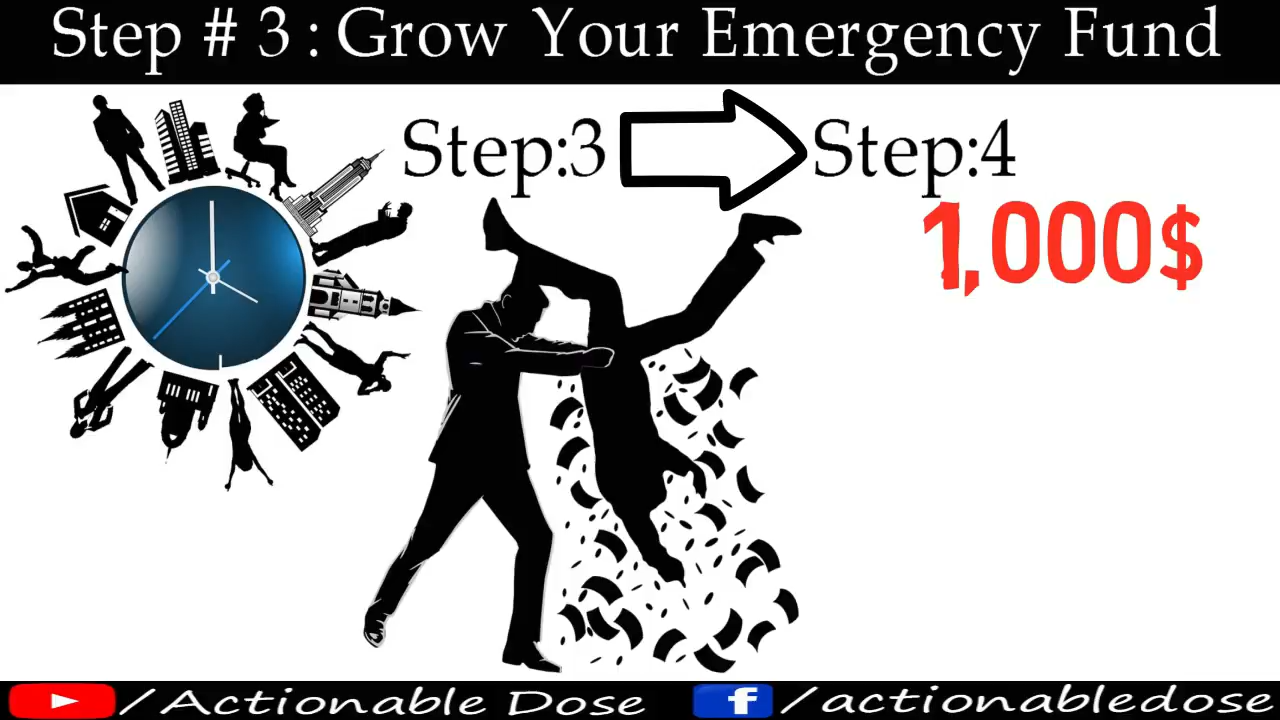 Step # 3 : Grow Your Emergency Fund
Step:3 Step:4
1,000$
/Actionable Dose f/actionabledose